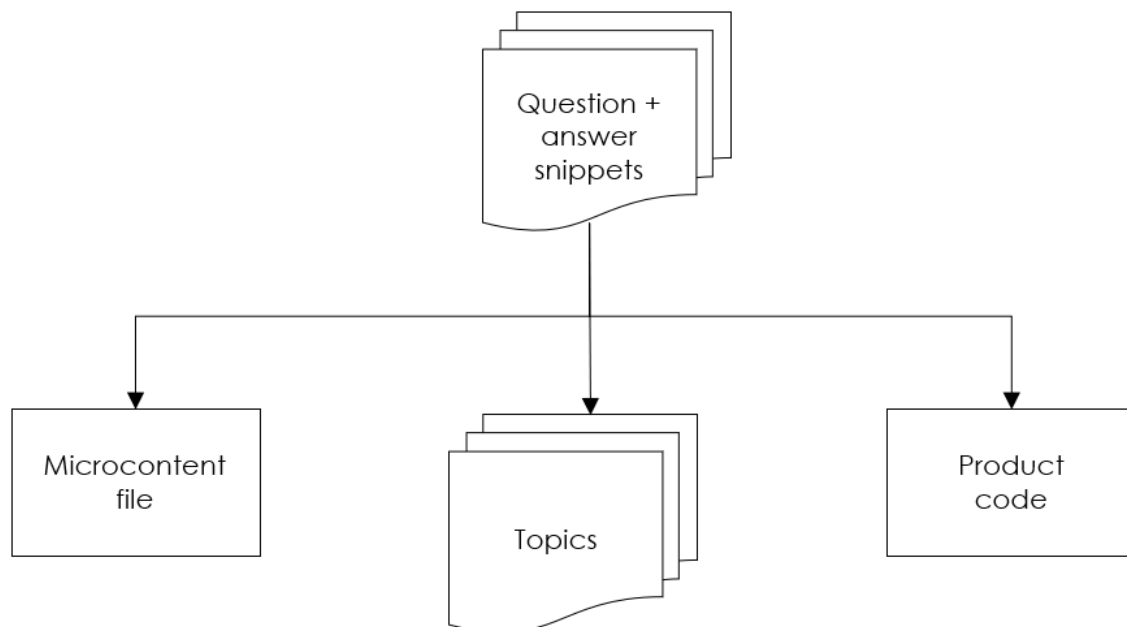 Question +
answer
snippets
Microcontent
file
Topics
Product
code